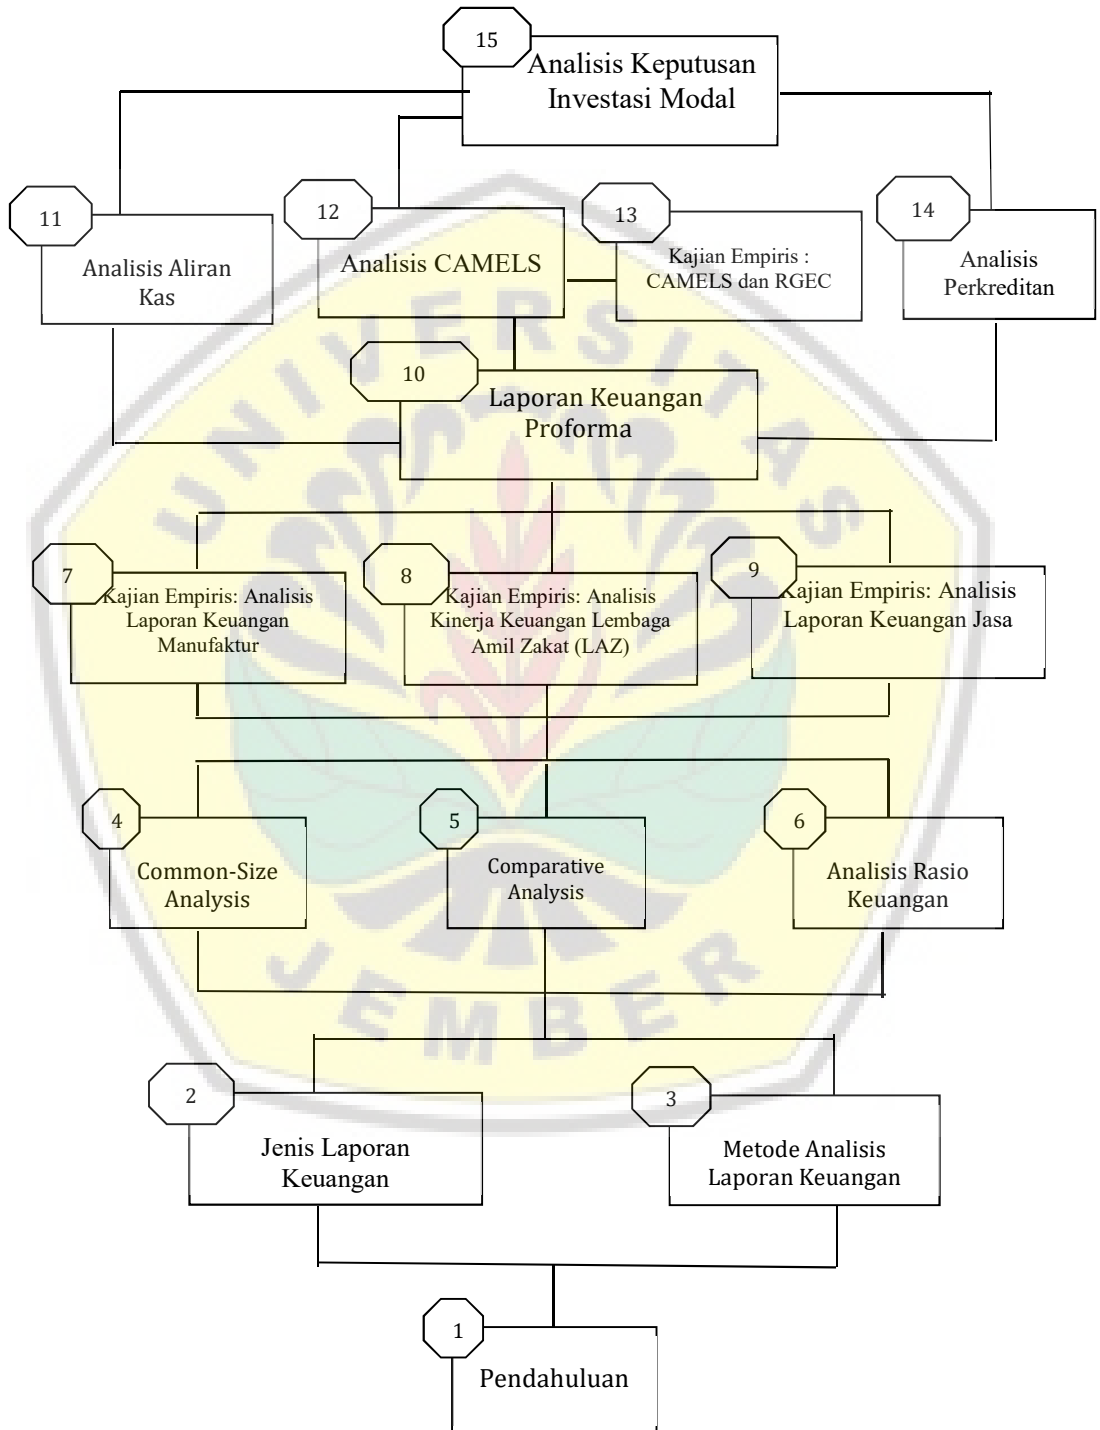 15
Analisis Keputusan
Investasi Modal
11
Analisis Aliran
Kas
12
Analisis CAMELS
13
Kajian Empiris :
CAMELS dan RGEC
14
Analisis
Perkreditan
10
Laporan Keuangan
Proforma
7
Kajian Empiris: Analisis
Laporan Keuangan
Manufaktur
8
Kajian Empiris: Analisis
Kinerja Keuangan Lembaga
Amil Zakat (LAZ)
9
Kajian Empiris: Analisis
Laporan Keuangan Jasa
4
Common-Size
Analysis
5
Comparative
Analysis
6
Analisis Rasio
Keuangan
2
Jenis Laporan
Keuangan
3
Metode Analisis
Laporan Keuangan
1
Pendahuluan
UNIVERSITAS
JEMBER